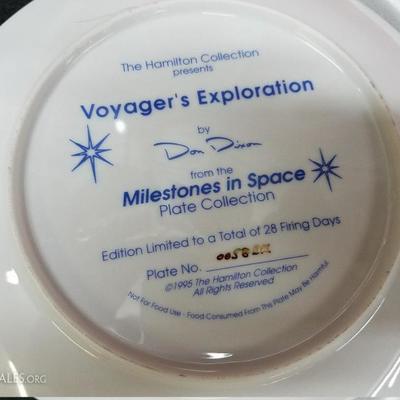 The Hamilton Collection
presents
Voyager's Exploration
by
Don Dixon
from the
Milestones in Space
Plate Collection
Edition Limited to a Total of 28 Firing Days
Plate No.
©1995 The Hamilton Collection
All Rights Reserved
Not For Food Use - Food Consumed From This Plate May Be Harmful
ALES.ORG